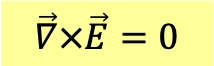 ∇⃗×E⃗ = 0